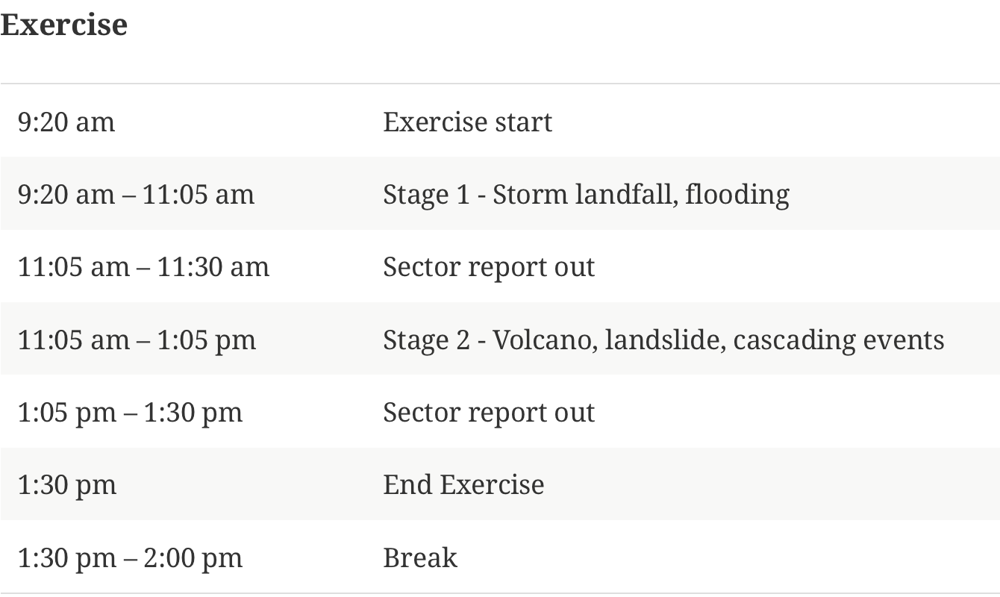 Exercise
9:20 am Exercise start
9:20 am – 11:05 am Stage 1 - Storm landfall, flooding
11:05 am – 11:30 am Sector report out
11:05 am – 1:05 pm Stage 2 - Volcano, landslide, cascading events
1:05 pm – 1:30 pm Sector report out
1:30 pm End Exercise
1:30 pm – 2:00 pm Break